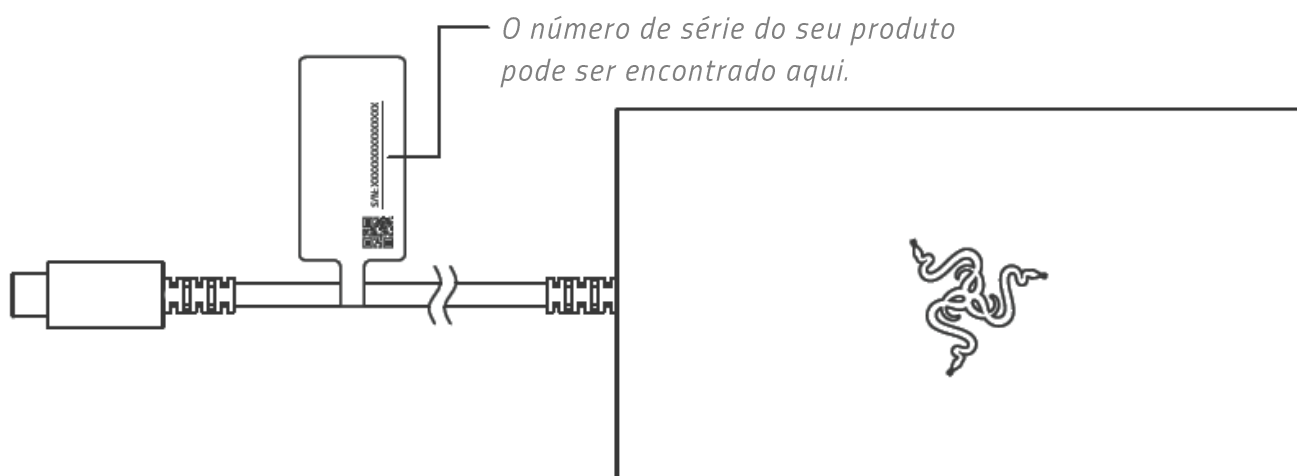 O número de série do seu produto
pode ser encontrado aqui.
S/N: XXXXXXXXXXXXXXX